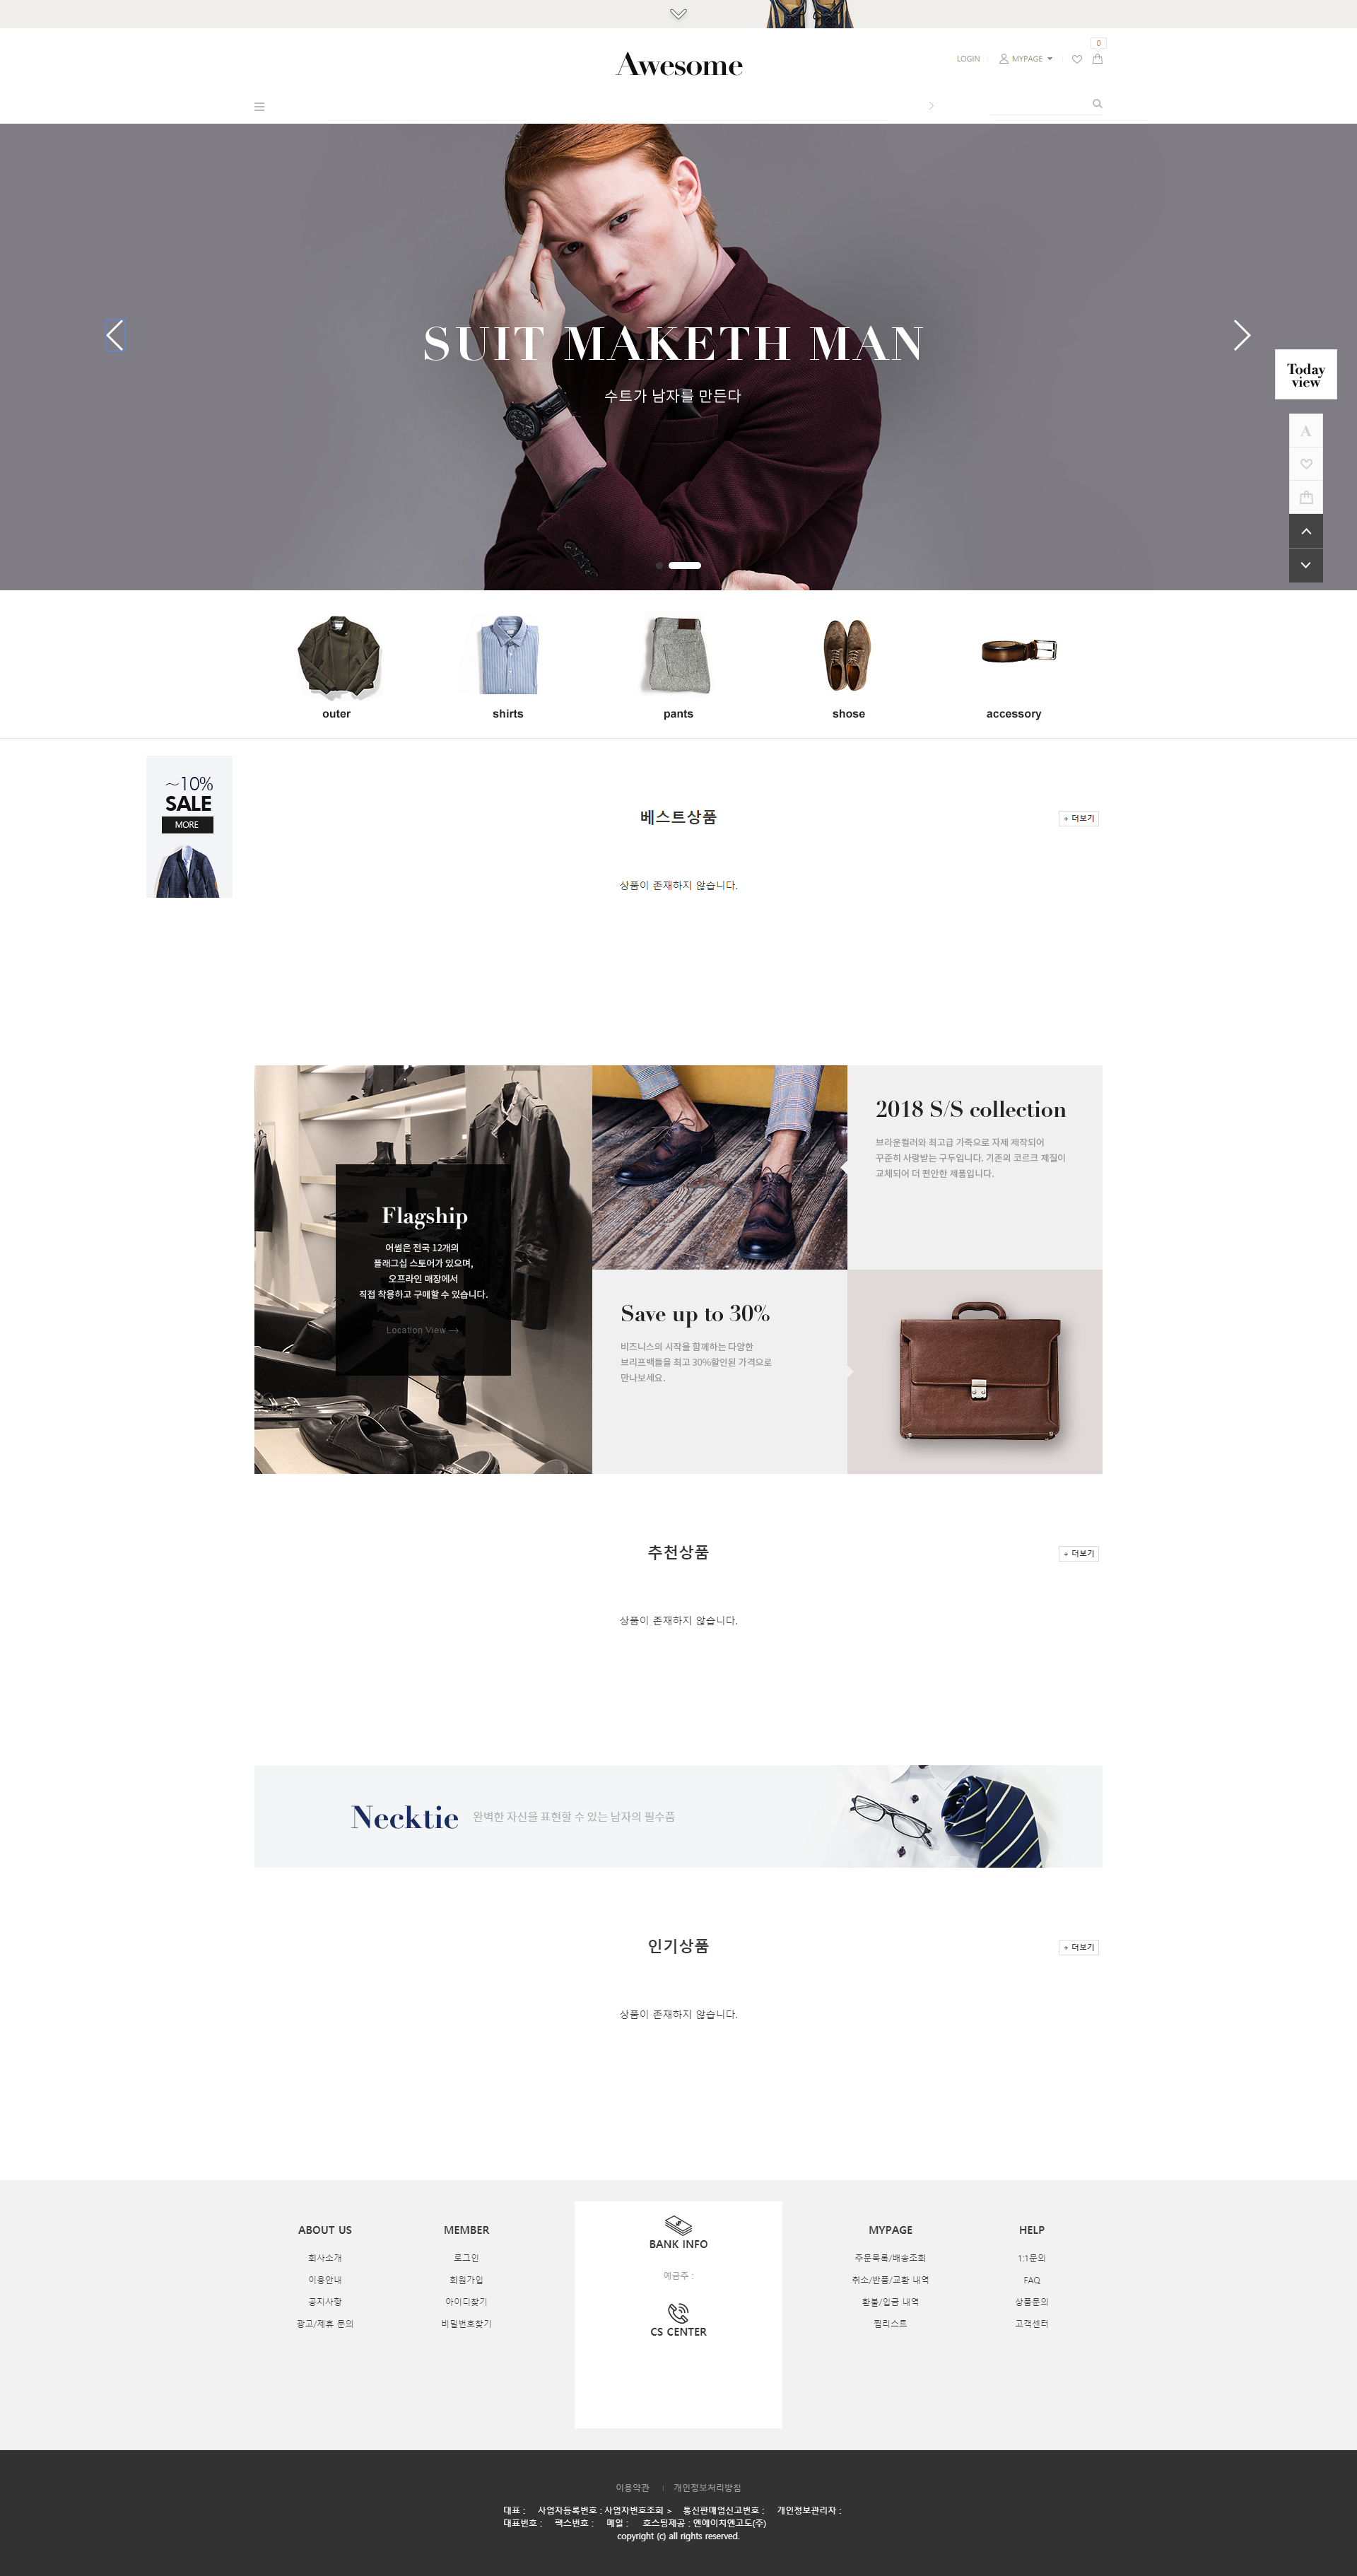 Awesome
LOGIN
MYPAGE
0
SUIT MAKETH MAN
수트가 남자를 만든다
Today
view
A
outer
shirts
pants
shose
accessory
~10%
SALE
MORE
베스트상품
+ 더보기
상품이 존재하지 않습니다.
Flagship
어썸은 전국 12개의
플래그십 스토어가 있으며,
오프라인 매장에서
직접 착용하고 구매할 수 있습니다.
Location View
2018 S/S collection
브라운컬러와 최고급 가죽으로 자체 제작되어
꾸준히 사랑받는 구두입니다. 기존의 코르크 재질이
교체되어 더 편안한 제품입니다.
Save up to 30%
비즈니스의 시작을 함께하는 다양한
브리프백들을 최고 30%할인된 가격으로
만나보세요.
추천상품
+ 더보기
상품이 존재하지 않습니다.
Necktie
완벽한 자신을 표현할 수 있는 남자의 필수품
인기상품
+ 더보기
상품이 존재하지 않습니다.
ABOUT US
회사소개
이용안내
공지사항
광고/제휴 문의
MEMBER
로그인
회원가입
아이디찾기
비밀번호찾기
BANK INFO
예금주 :
CS CENTER
MYPAGE
주문목록/배송조회
취소/반품/교환 내역
환불/입금 내역
찜리스트
HELP
1:1문의
FAQ
상품문의
고객센터
이용약관 | 개인정보처리방침
대표 : 사업자등록번호 : 사업자번호조회 > 통신판매업신고번호 : 개인정보관리자 :
대표번호 : 팩스번호 : 메일 : 호스팅제공 : 엔에이치엔고도(주)
copyright (c) all rights reserved.